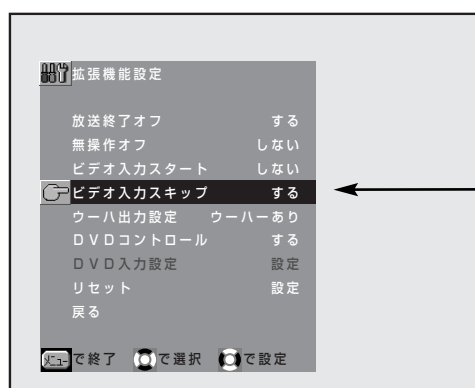 拡張機能設定
放送終了オフ する
無操作オフ しない
ビデオ入力スタート しない
ビデオ入力スキップ する
ウーハ出力設定 ウーハーあり
ＤＶＤコントロール する
ＤＶＤ入力設定 設定
リセット 設定
戻る
メニューで終了 で選択 で設定